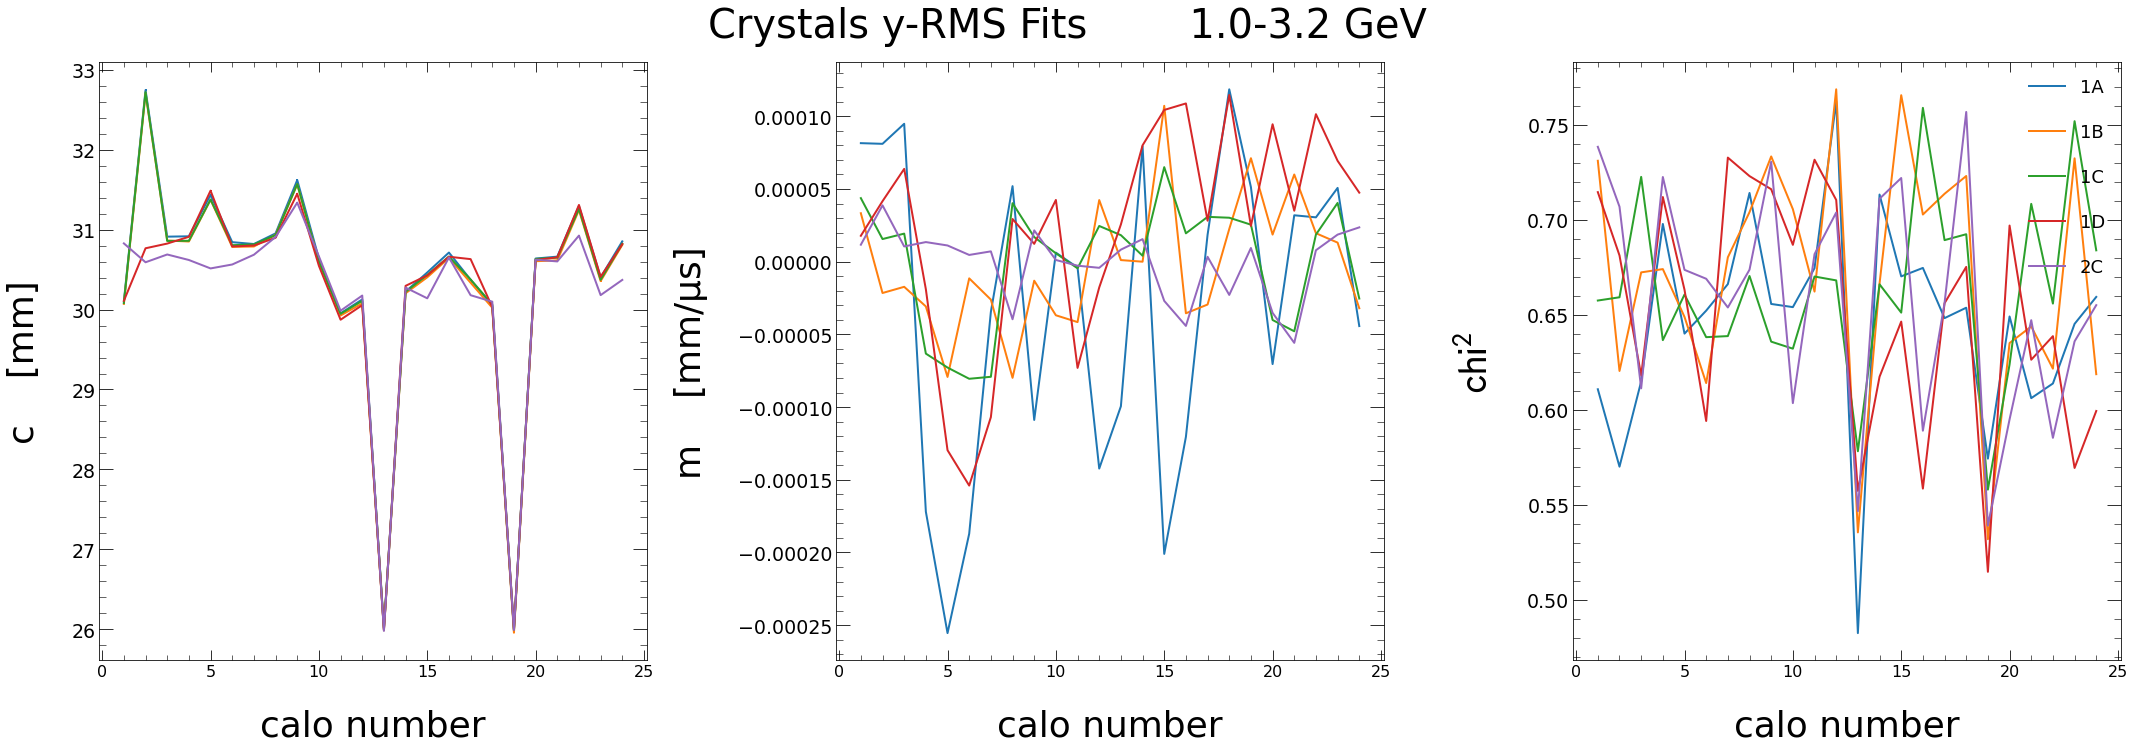 Crystals y-RMS Fits 1.0-3.2 GeV
c [mm]
33
32
31
30
29
28
27
26
0 5 10 15 20 25
calo number
m [mm/µs]
0.00010
0.00005
0.00000
−0.00005
−0.00010
−0.00015
−0.00020
−0.00025
0 5 10 15 20 25
calo number
chi²
0.75
0.70
0.65
0.60
0.55
0.50
0 5 10 15 20 25
calo number
1A
1B
1C
1D
2C